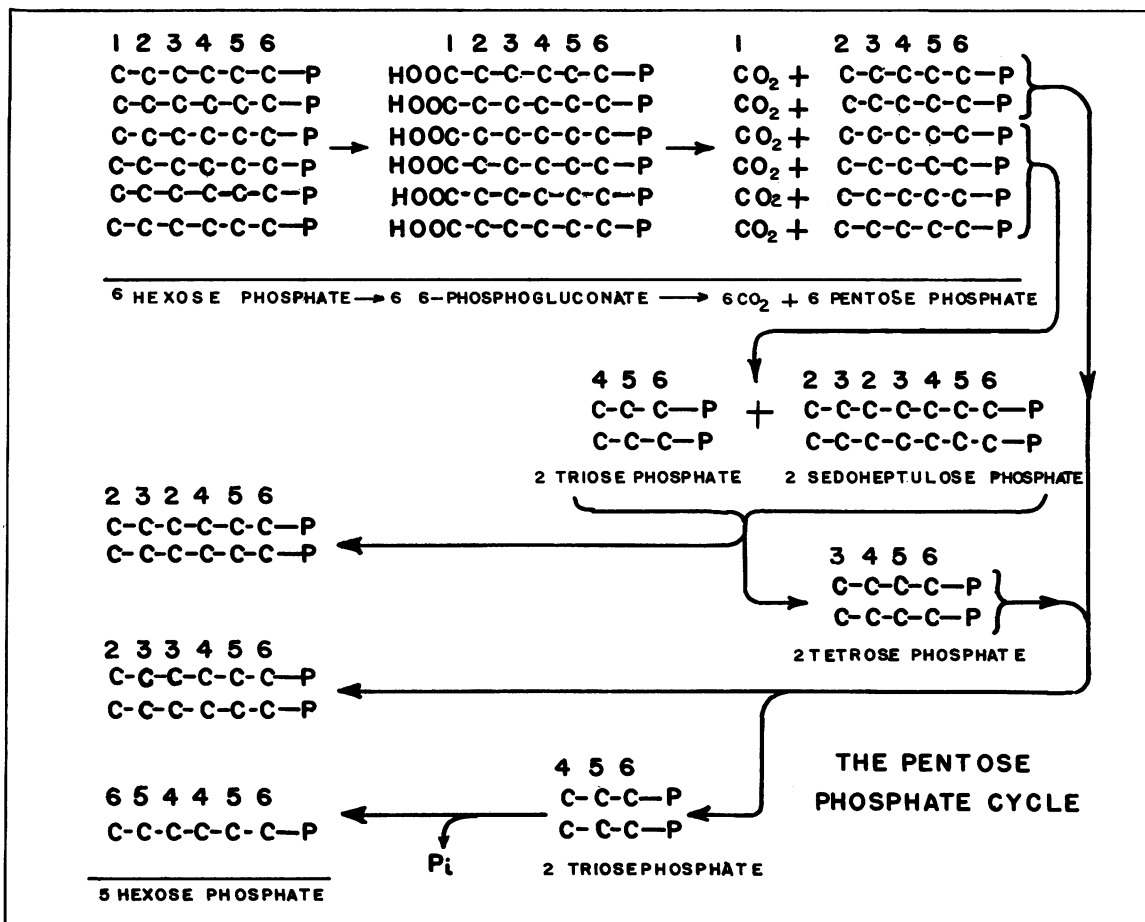 1 2 3 4 5 6 1 2 3 4 5 6 1 2 3 4 5 6
C-C-C-C-C-C-P HOOC-C-C-C-C-C-P CO₂ + C-C-C-C-C-P
C-C-C-C-C-C-P HOOC-C-C-C-C-C-P CO₂ + C-C-C-C-C-P
C-C-C-C-C-C-P HOOC-C-C-C-C-C-P CO₂ + C-C-C-C-C-P
C-C-C-C-C-C-P → HOOC-C-C-C-C-C-P → CO₂ + C-C-C-C-C-P
C-C-C-C-C-C-P HOOC-C-C-C-C-C-P CO₂ + C-C-C-C-C-P
C-C-C-C-C-C-P HOOC-C-C-C-C-C-P CO₂ + C-C-C-C-C-P
6 HEXOSE PHOSPHATE → 6 6-PHOSPHOGLUCONATE → 6CO₂ + 6 PENTOSE PHOSPHATE
4 5 6 2 3 2 3 4 5 6
C-C-C-P + C-C-C-C-C-C-C-P
C-C-C-P C-C-C-C-C-C-C-P
2 TRIOSE PHOSPHATE 2 SEDOHEPTULOSE PHOSPHATE
2 3 2 4 5 6
C-C-C-C-C-C-P
C-C-C-C-C-C-P
3 4 5 6
C-C-C-C-P
C-C-C-C-P
2 TETROSE PHOSPHATE
2 3 3 4 5 6
C-C-C-C-C-C-P
C-C-C-C-C-C-P
THE PENTOSE
PHOSPHATE CYCLE
4 5 6
C-C-C-P
C-C-C-P
2 TRIOSEPHOSPHATE
6 5 4 4 5 6
C-C-C-C-C-C-P
Pi
5 HEXOSE PHOSPHATE